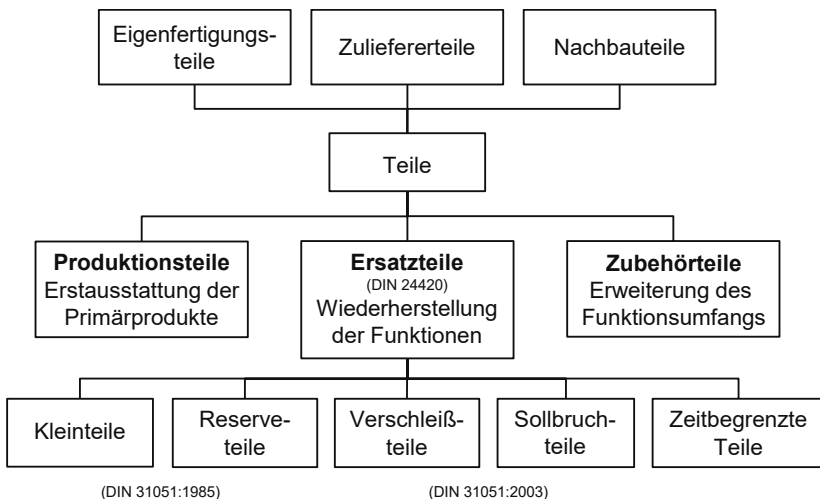 Eigenfertigungs-
teile
Zuliefererteile
Nachbauteile
Teile
Produktionsteile
Erstausstattung der
Primärprodukte
Ersatzteile
(DIN 24420)
Wiederherstellung
der Funktionen
Zubehörteile
Erweiterung des
Funktionsumfangs
Kleinteile
Reserve-
teile
Verschleiß-
teile
Sollbruch-
teile
Zeitbegrenzte
Teile
(DIN 31051:1985)
(DIN 31051:2003)